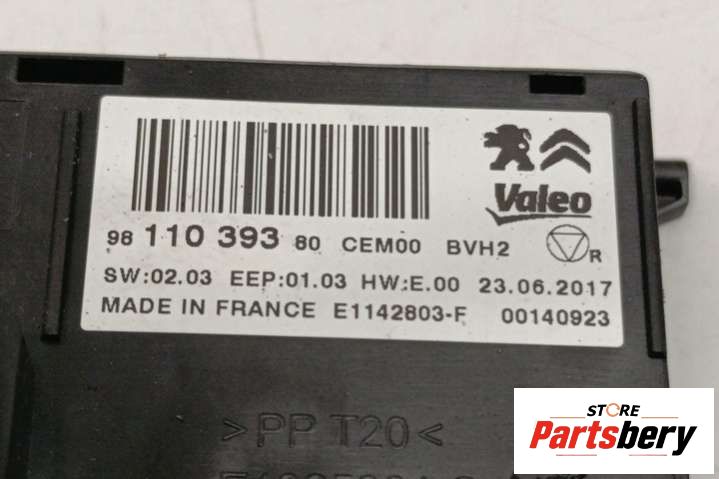 Valeo
98 110 393 80 CEM00 BVH2 R
SW:02.03 EEP:01.03 HW:E.00 23.06.2017
MADE IN FRANCE E1142803-F 00140923
>PP T20<
STORE
Partsbery